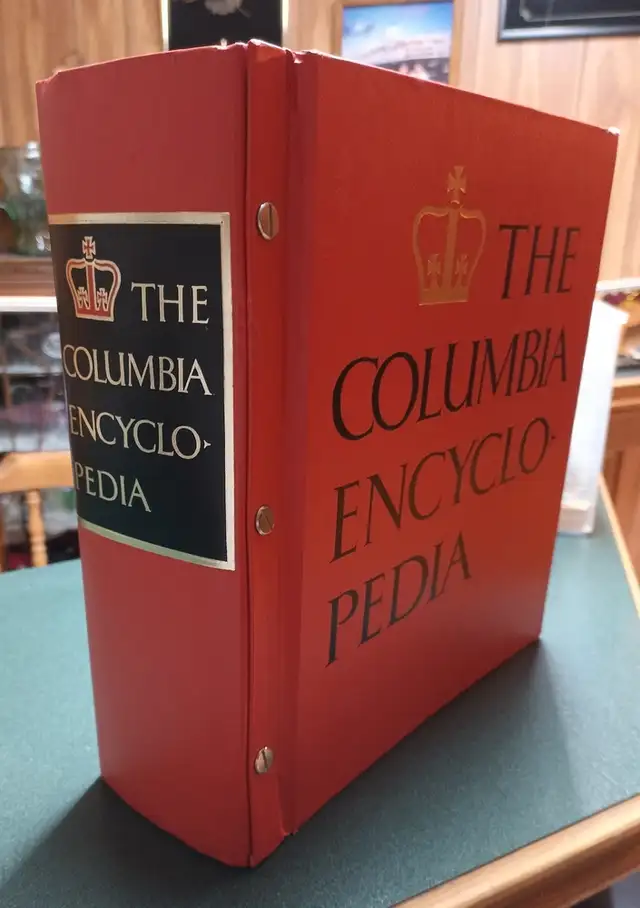 THE
COLUMBIA
ENCYCLO-
PEDIA
THE
COLUMBIA
ENCYCLO-
PEDIA